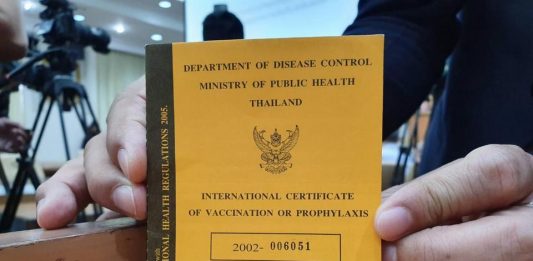 DEPARTMENT OF DISEASE CONTROL
MINISTRY OF PUBLIC HEALTH
THAILAND
INTERNATIONAL CERTIFICATE
OF VACCINATION OR PROPHYLAXIS
2002- 006051
HEALTH REGULATIONS 2005.